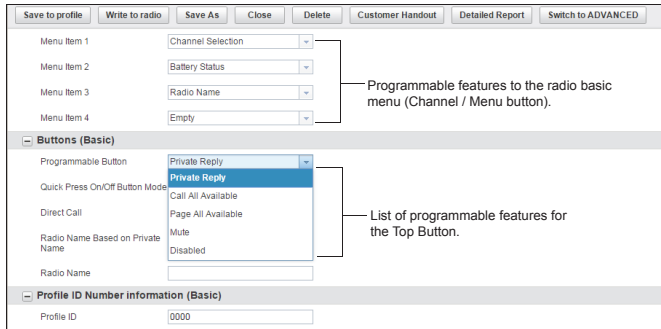 Save to profile Write to radio Save As Close Delete Customer Handout Detailed Report Switch to ADVANCED
Menu Item 1 Channel Selection
Menu Item 2 Battery Status
Menu Item 3 Radio Name
Menu Item 4 Empty
Programmable features to the radio basic
menu (Channel / Menu button).
Buttons (Basic)
Programmable Button Private Reply
Private Reply
Quick Press On/Off Button Mode
Call All Available
Direct Call
Page All Available
Radio Name Based on Private
Name
Mute
Disabled
List of programmable features for
the Top Button.
Radio Name
Profile ID Number information (Basic)
Profile ID 0000